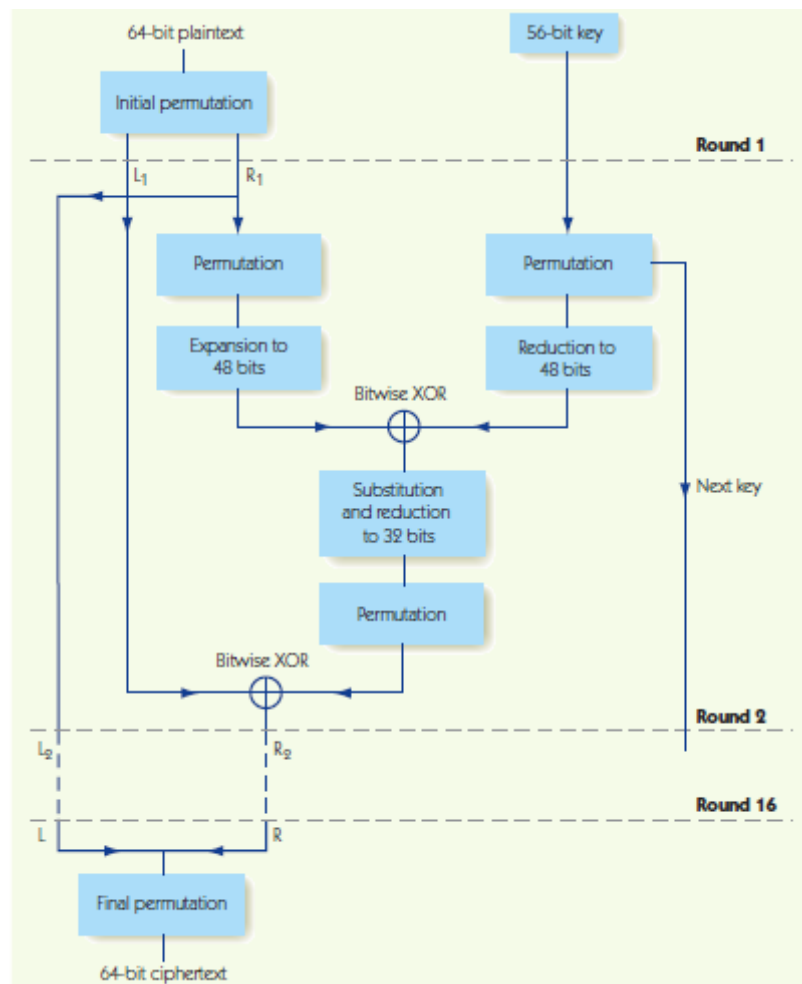 64-bit plaintext
56-bit key
Initial permutation
Round 1
L1
R1
Permutation
Permutation
Expansion to
48 bits
Reduction to
48 bits
Bitwise XOR
Substitution
and reduction
to 32 bits
Next key
Permutation
Bitwise XOR
Round 2
L2
R2
Round 16
L
R
Final permutation
64-bit ciphertext